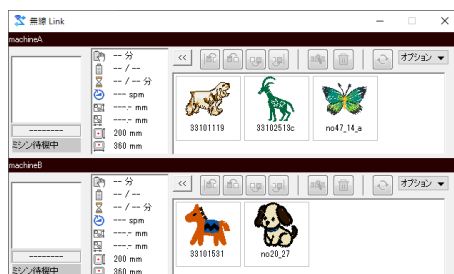 無線 Link
machineA
-- 分
-- / --
-- / -- 分
--- spm
----.- mm
----.- mm
200 mm
360 mm
--------
ミシン待機中
<<
オプション
33101119
33102513c
no47_14_a
machineB
-- 分
-- / --
-- / -- 分
--- spm
----.- mm
----.- mm
200 mm
360 mm
--------
ミシン待機中
<<
オプション
33101531
no20_27